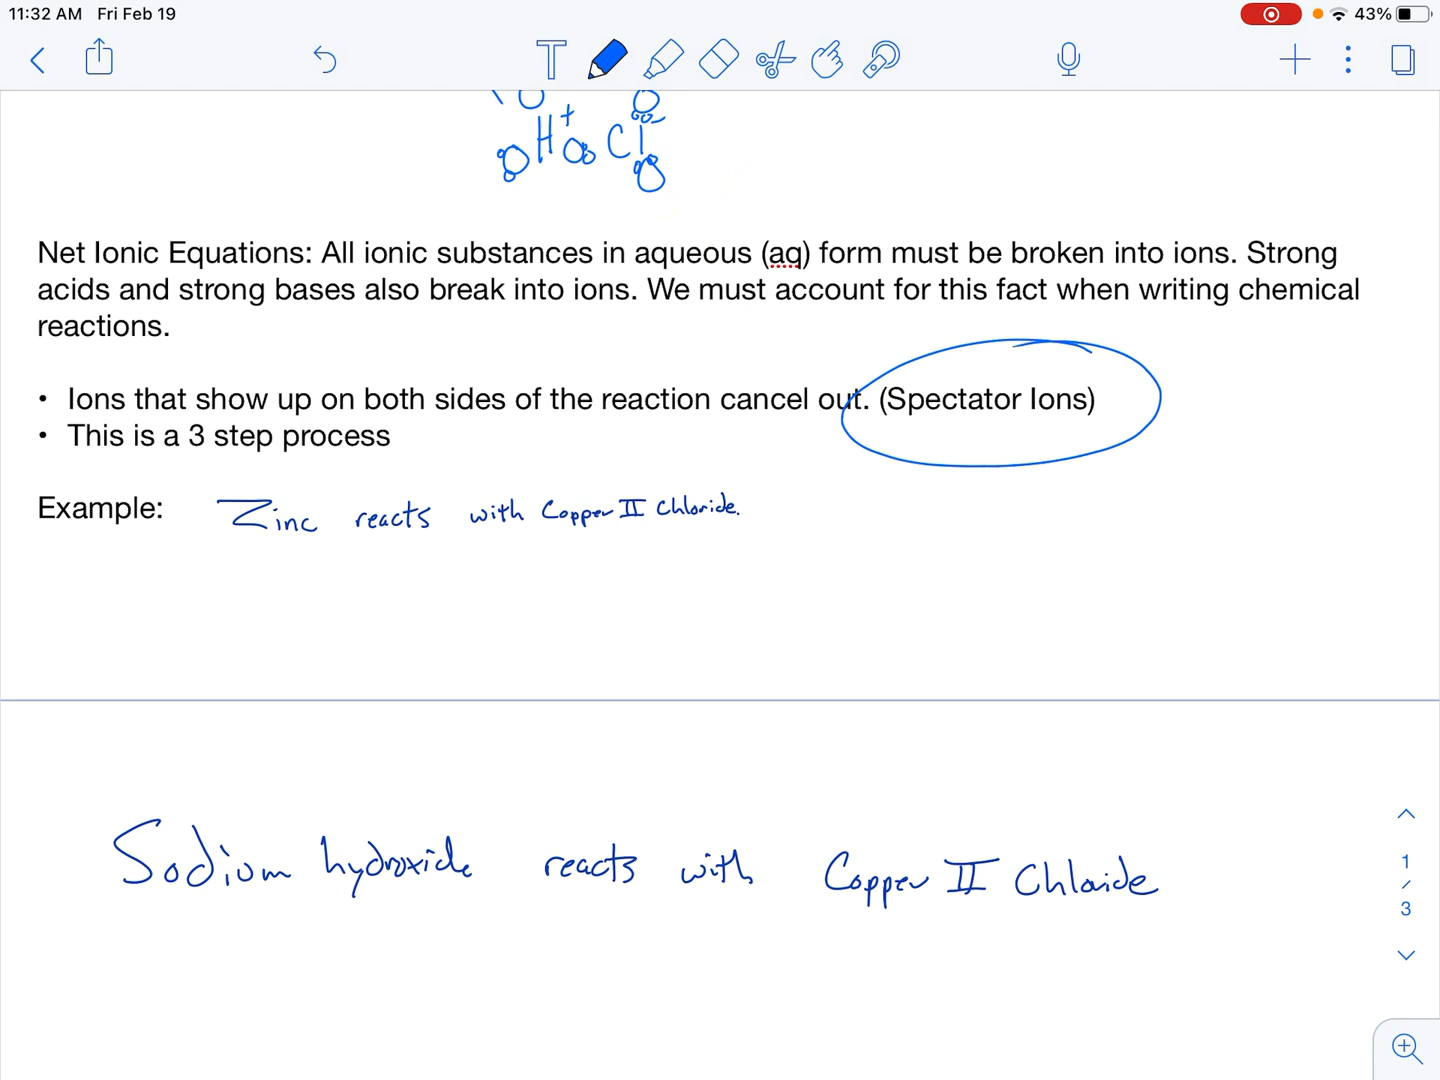 11:32 AM Fri Feb 19
43%
H+ Cl-
Net Ionic Equations: All ionic substances in aqueous (aq) form must be broken into ions. Strong
acids and strong bases also break into ions. We must account for this fact when writing chemical
reactions.
• Ions that show up on both sides of the reaction cancel out. (Spectator Ions)
• This is a 3 step process
Example: Zinc reacts with Copper II Chloride.
Sodium hydroxide reacts with Copper II Chloride
1
/
3